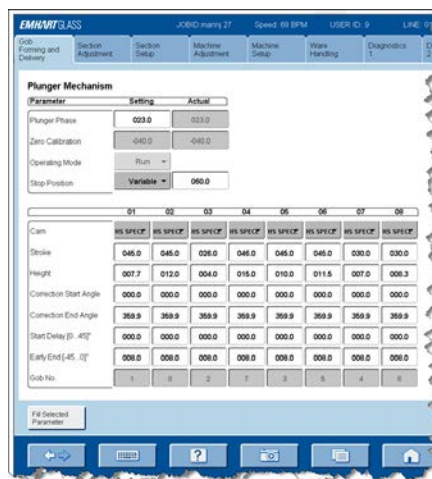 EMHART GLASS JOBID: manrij 27 Speed: 68 BPM USER ID: 9 LINE:
Gob Forming and Delivery Section Adjustment Section Setup Machine Adjustment Machine Setup Ware Handling Diagnostics 1
Plunger Mechanism
Parameter Setting Actual
Plunger Phase 023.0 023.0
Zero Calibration -040.0 -040.0
Operating Mode Run
Stop Position Variable 060.0
01 02 03 04 05 06 07 08
Cam HS SPECF HS SPECF HS SPECF HS SPECF HS SPECF HS SPECF HS SPECF HS SPECF
Stroke 045.0 045.0 026.0 046.0 045.0 045.0 030.0 030.0
Height 007.7 012.0 004.0 015.0 010.0 011.5 007.0 008.3
Correction Start Angle 000.0 000.0 000.0 000.0 000.0 000.0 000.0 000.0
Correction End Angle 359.9 359.9 359.9 359.9 359.9 359.9 359.9 359.9
Start Delay [0...45]° 000.0 000.0 000.0 000.0 000.0 000.0 000.0 000.0
Early End [-45...0]° 008.0 008.0 008.0 008.0 008.0 008.0 008.0 008.0
Gob No. 1 8 2 7 3 5 4 6
Fill Selected
Parameter
?